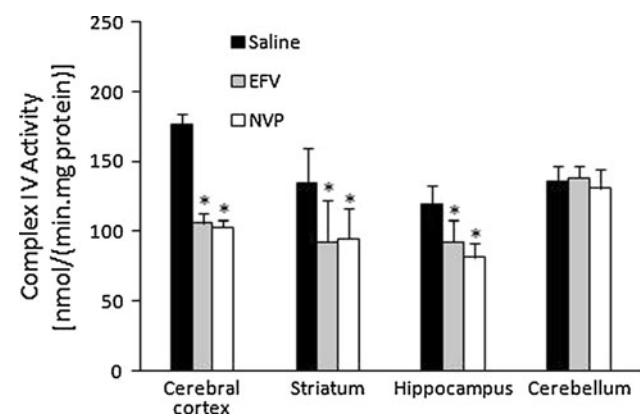 Complex IV Activity
[nmol/(min.mg protein)]
250
200
150
100
50
0
Saline
EFV
NVP
* *
* *
* *
Cerebral
cortex
Striatum
Hippocampus
Cerebellum